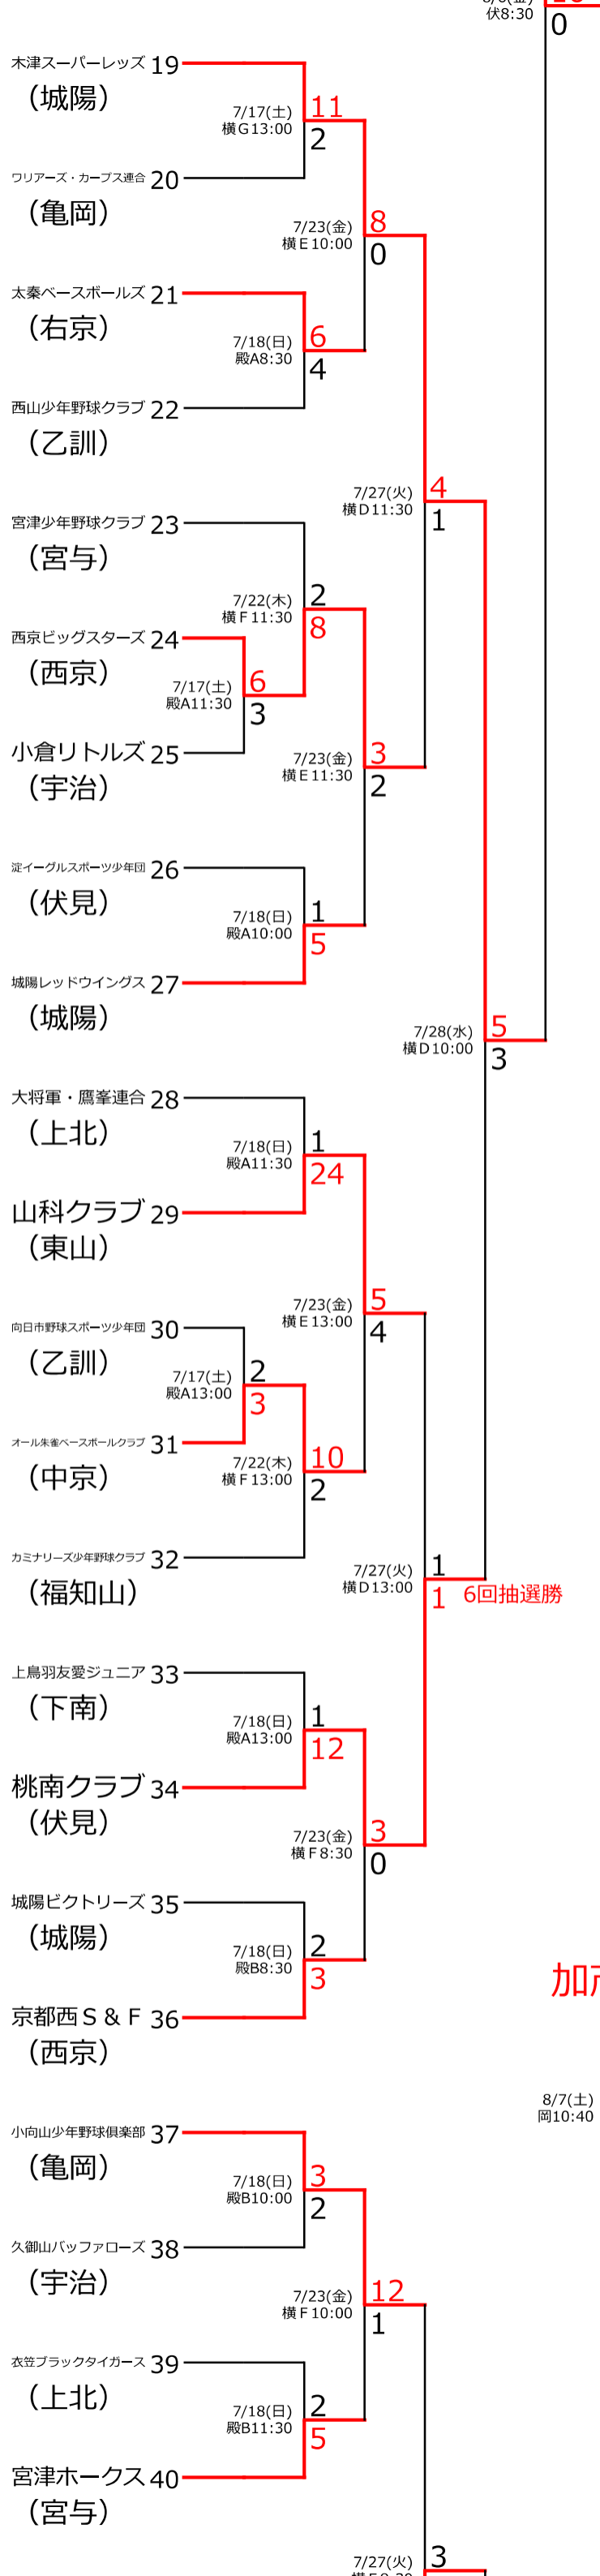 伏8:30
0
木津スーパーレッズ 19
（城陽）
7/17(土)
横G13:00
11
2
ワリアーズ・カーブス連合 20
（亀岡）
7/23(金)
横E10:00
8
0
太秦ベースボールズ 21
（右京）
7/18(日)
殿A8:30
6
4
西山少年野球クラブ 22
（乙訓）
7/27(火)
横D11:30
4
1
宮津少年野球クラブ 23
（宮与）
7/22(木)
横F11:30
2
8
西京ビッグスターズ 24
（西京）
7/17(土)
殿A11:30
6
3
小倉リトルズ 25
（宇治）
7/23(金)
横E11:30
3
2
淀イーグルスポーツ少年団 26
（伏見）
7/18(日)
殿A10:00
1
5
城陽レッドウイングス 27
（城陽）
7/28(水)
横D10:00
5
3
大将軍・鷹峯連合 28
（上北）
7/18(日)
殿A11:30
1
24
山科クラブ 29
（東山）
7/23(金)
横E13:00
5
4
向日市野球スポーツ少年団 30
（乙訓）
7/17(土)
殿A13:00
2
3
オール朱雀ベースボールクラブ 31
（中京）
7/22(木)
横F13:00
10
2
カミナリーズ少年野球クラブ 32
（福知山）
7/27(火)
横D13:00
1
1 6回抽選勝
上鳥羽友愛ジュニア 33
（下南）
7/18(日)
殿A13:00
1
12
桃南クラブ 34
（伏見）
7/23(金)
横F8:30
3
0
城陽ビクトリーズ 35
（城陽）
7/18(日)
殿B8:30
2
3
京都西S＆F 36
（西京）
加
8/7(土)
岡10:40
小向山少年野球倶楽部 37
（亀岡）
7/18(日)
殿B10:00
3
2
久御山バッファローズ 38
（宇治）
7/23(金)
横F10:00
12
1
衣笠ブラックタイガース 39
（上北）
7/18(日)
殿B11:30
2
5
宮津ホークス 40
（宮与）
7/27(火)
3